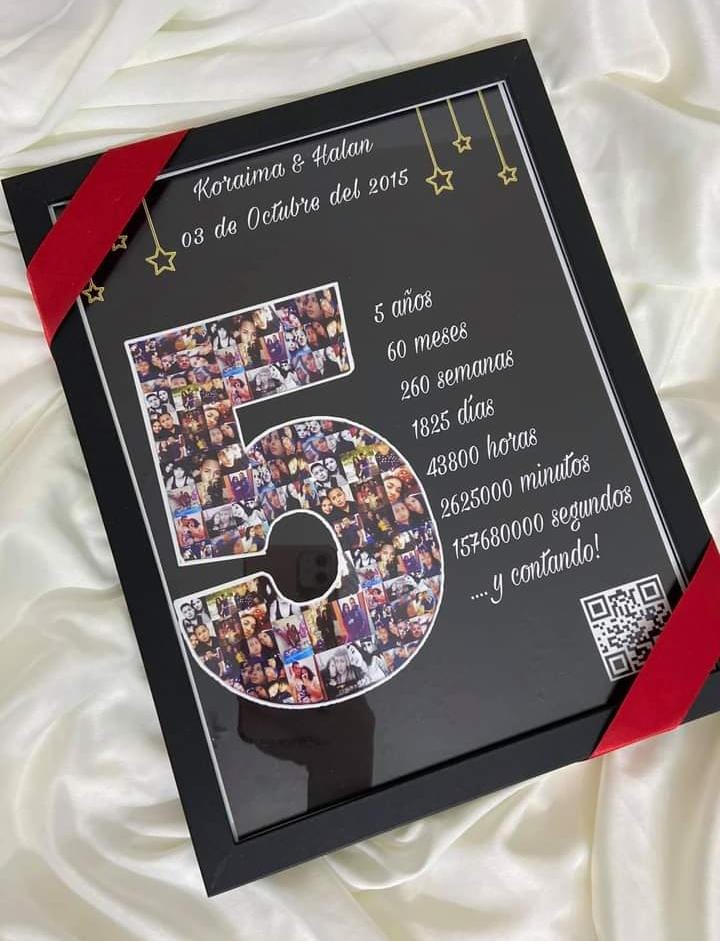 Koraima & Halan
03 de Octubre del 2015
5 años
60 meses
260 semanas
1825 días
43800 horas
2625000 minutos
157680000 segundos
....y contando!